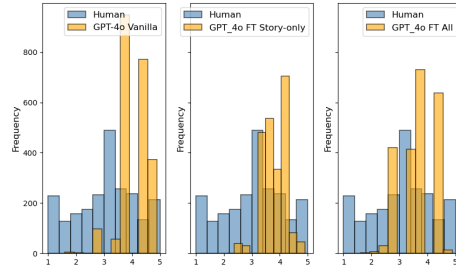 Human
GPT-4o Vanilla
Human
GPT_4o FT Story-only
Human
GPT_4o FT All
Frequency
Frequency
Frequency
800
600
400
200
0
1 2 3 4 5
1 2 3 4 5
1 2 3 4 5